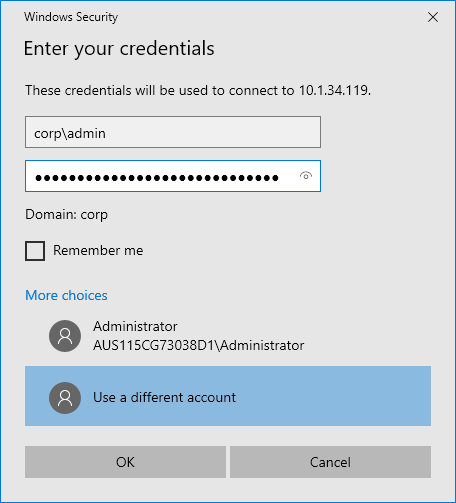 Windows Security
Enter your credentials
These credentials will be used to connect to 10.1.34.119.
corp\admin
●●●●●●●●●●●●●●●●●●●●●●●●●●●●●
Domain: corp
Remember me
More choices
Administrator
AUS115CG73038D1\Administrator
Use a different account
OK
Cancel